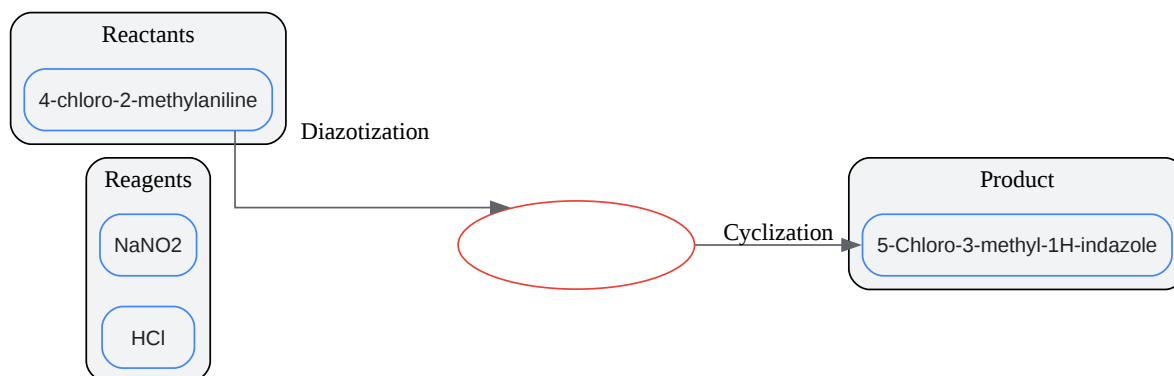 Reactants
4-chloro-2-methylaniline
Diazotization
Reagents
NaNO2
HCl
Cyclization
Product
5-Chloro-3-methyl-1H-indazole